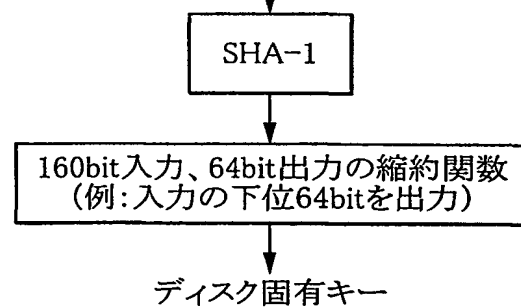 SHA-1
160bit入力、64bit出力の縮約関数
(例:入力の下位64bitを出力)
ディスク固有キー